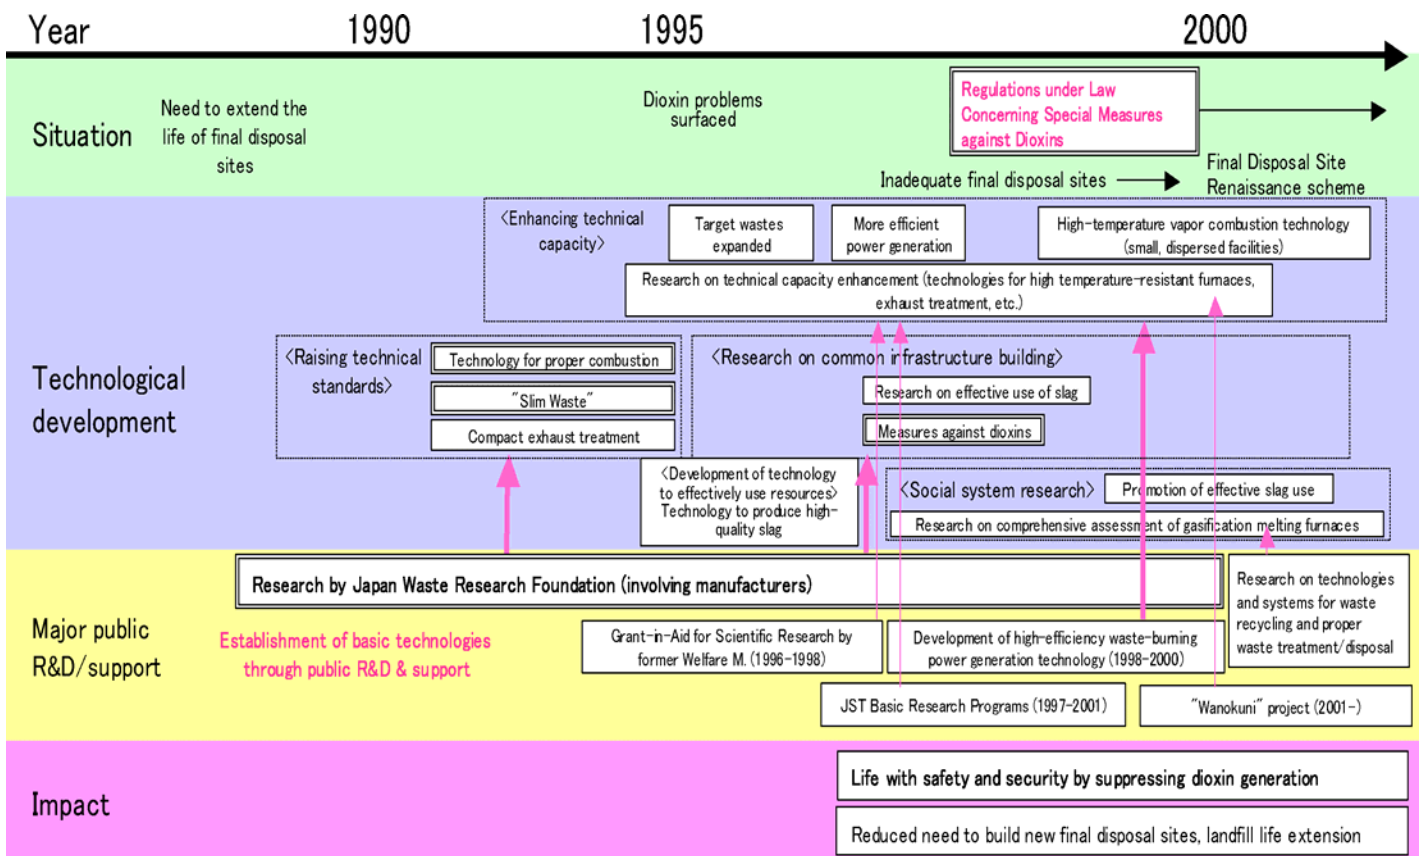 Year
1990
1995
2000
Situation
Need to extend the
life of final disposal
sites
Dioxin problems
surfaced
Regulations under Law
Concerning Special Measures
against Dioxins
Inadequate final disposal sites
Final Disposal Site
Renaissance scheme
Technological
development
<Enhancing technical
capacity>
Target wastes
expanded
More efficient
power generation
High-temperature vapor combustion technology
(small, dispersed facilities)
Research on technical capacity enhancement (technologies for high temperature-resistant furnaces,
exhaust treatment, etc.)
<Raising technical
standards>
Technology for proper combustion
"Slim Waste"
Compact exhaust treatment
<Research on common infrastructure building>
Research on effective use of slag
Measures against dioxins
<Development of technology
to effectively use resources>
Technology to produce high-
quality slag
<Social system research>
Promotion of effective slag use
Research on comprehensive assessment of gasification melting furnaces
Major public
R&D/support
Research by Japan Waste Research Foundation (involving manufacturers)
Establishment of basic technologies
through public R&D & support
Grant-in-Aid for Scientific Research by
former Welfare M. (1996-1998)
Development of high-efficiency waste-burning
power generation technology (1998-2000)
Research on technologies
and systems for waste
recycling and proper
waste treatment/disposal
JST Basic Research Programs (1997-2001)
"Wanokuni" project (2001-)
Impact
Life with safety and security by suppressing dioxin generation
Reduced need to build new final disposal sites, landfill life extension